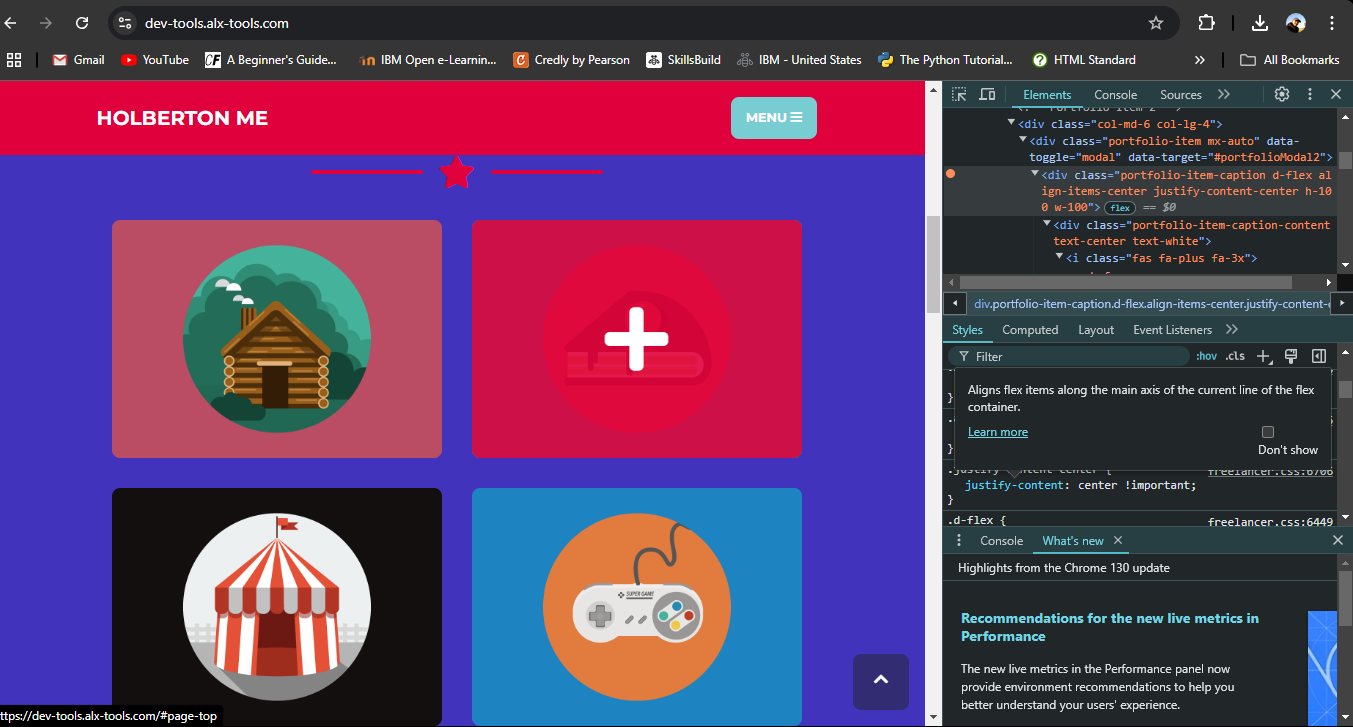 dev-tools.alx-tools.com
Gmail
YouTube
CF
A Beginner's Guide...
IBM Open e-Learnin...
Credly by Pearson
SkillsBuild
IBM - United States
The Python Tutorial...
HTML Standard
All Bookmarks
HOLBERTON ME
MENU
SUPER GAME
ttps://dev-tools.alx-tools.com/#page-top
Elements
Console
Sources
<div class="col-md-6 col-lg-4">
<div class="portfolio-item mx-auto" data-
toggle="modal" data-target="#portfolioModal2">
<div class="portfolio-item-caption d-flex al
ign-items-center justify-content-center h-10
0 w-100"> flex == $0
<div class="portfolio-item-caption-content
text-center text-white">
<i class="fas fa-plus fa-3x">
div.portfolio-item-caption.d-flex.align-items-center.justify-content-
Styles
Computed
Layout
Event Listeners
Filter
:hov
.cls
}
Aligns flex items along the main axis of the current line of the flex
container.
Learn more
Don't show
}
.justify-content-center {
freelancer.css:6706
justify-content: center !important;
}
.d-flex {
freelancer.css:6449
Console
What's new
Highlights from the Chrome 130 update
Recommendations for the new live metrics in
Performance
The new live metrics in the Performance panel now
provide environment recommendations to help you
better understand your users' experience.